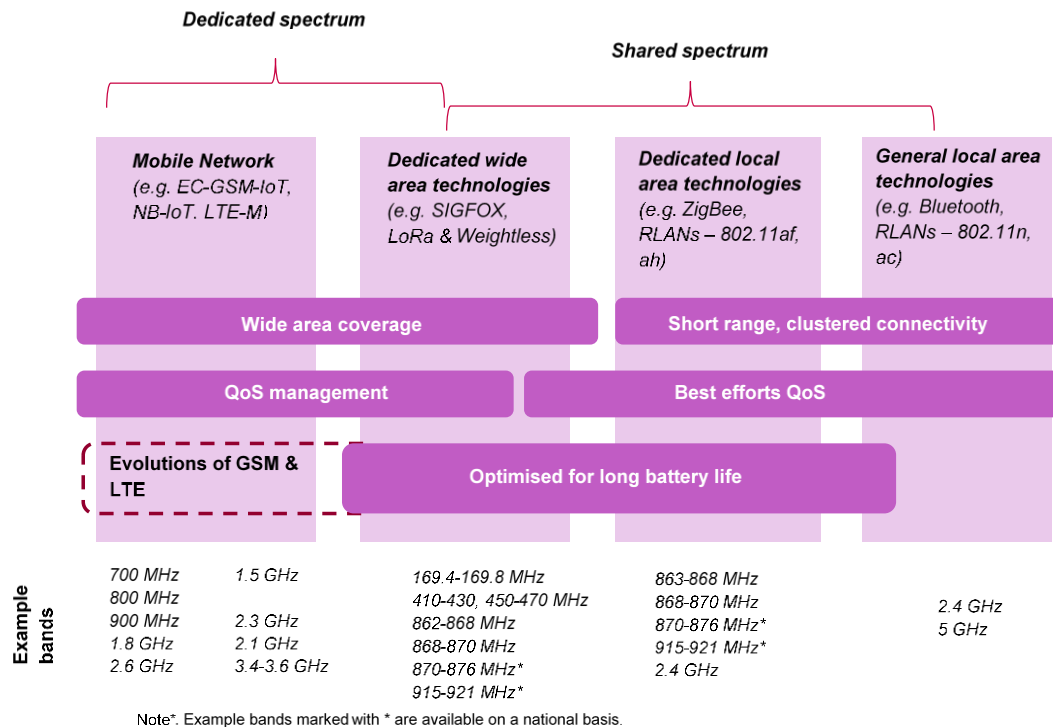 Dedicated spectrum
Shared spectrum
Mobile Network
(e.g. EC-GSM-IoT,
NB-IoT. LTE-M)
Dedicated wide
area technologies
(e.g. SIGFOX,
LoRa & Weightless)
Dedicated local
area technologies
(e.g. ZigBee,
RLANs – 802.11af,
ah)
General local area
technologies
(e.g. Bluetooth,
RLANs – 802.11n,
ac)
Wide area coverage
Short range, clustered connectivity
QoS management
Best efforts QoS
Evolutions of GSM &
LTE
Optimised for long battery life
Example
bands
700 MHz
800 MHz
900 MHz
1.8 GHz
2.6 GHz
1.5 GHz
2.3 GHz
2.1 GHz
3.4-3.6 GHz
169.4-169.8 MHz
410-430, 450-470 MHz
862-868 MHz
868-870 MHz
870-876 MHz*
915-921 MHz*
863-868 MHz
868-870 MHz
870-876 MHz*
915-921 MHz*
2.4 GHz
2.4 GHz
5 GHz
Note*. Example bands marked with * are available on a national basis.